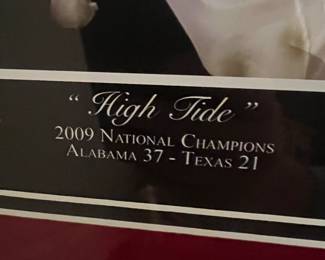 “High Tide”
2009 National Champions
Alabama 37 - Texas 21